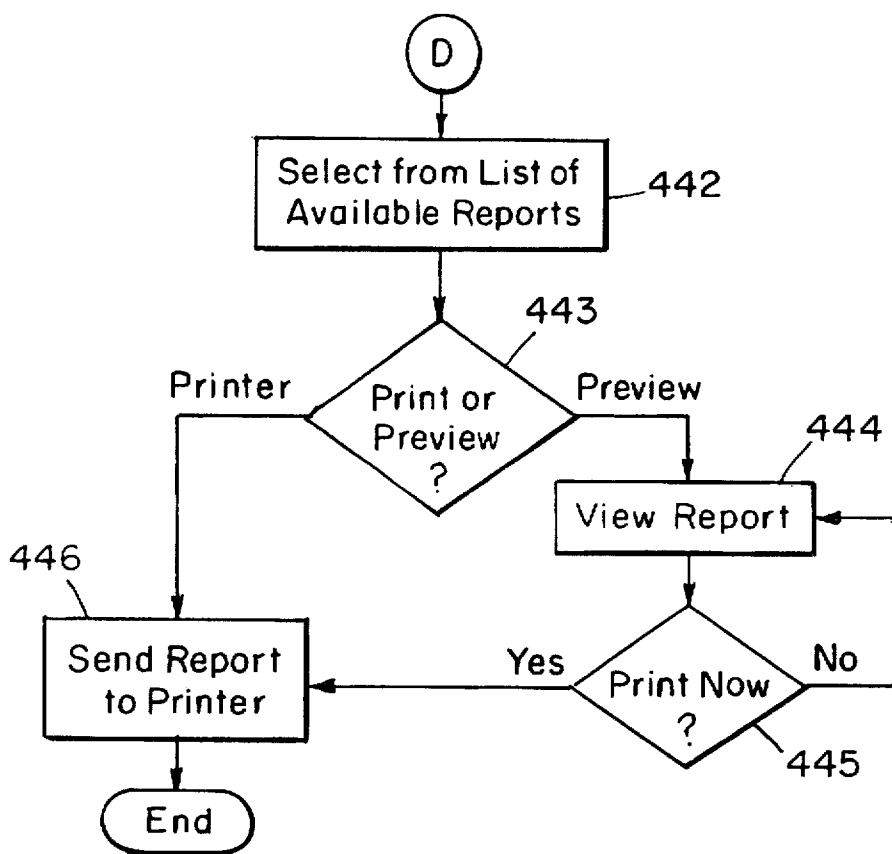 D
Select from List of
Available Reports
442
443
Printer
Print or
Preview
?
Preview
444
View Report
446
Send Report
to Printer
Yes
Print Now
?
No
445
End